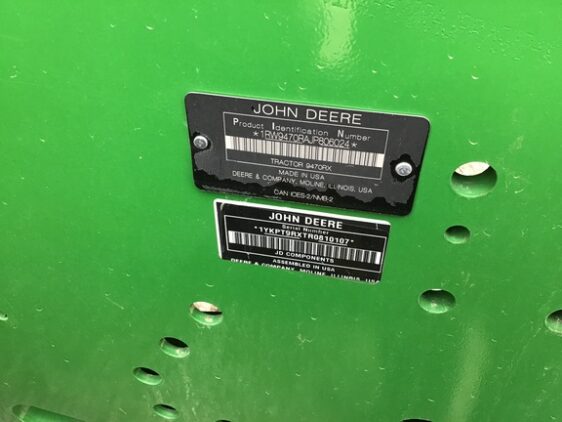 JOHN DEERE
Product Identification Number
*1RW9470RAJP806024*
TRACTOR 9470RX
MADE IN USA
DEERE & COMPANY, MOLINE, ILLINOIS, USA
CAN ICES-2/NMB-2
JOHN DEERE
Serial Number
*1YKPT9RXTR0810107*
JD COMPONENTS
ASSEMBLED IN USA
DEERE & COMPANY, MOLINE, ILLINOIS, USA